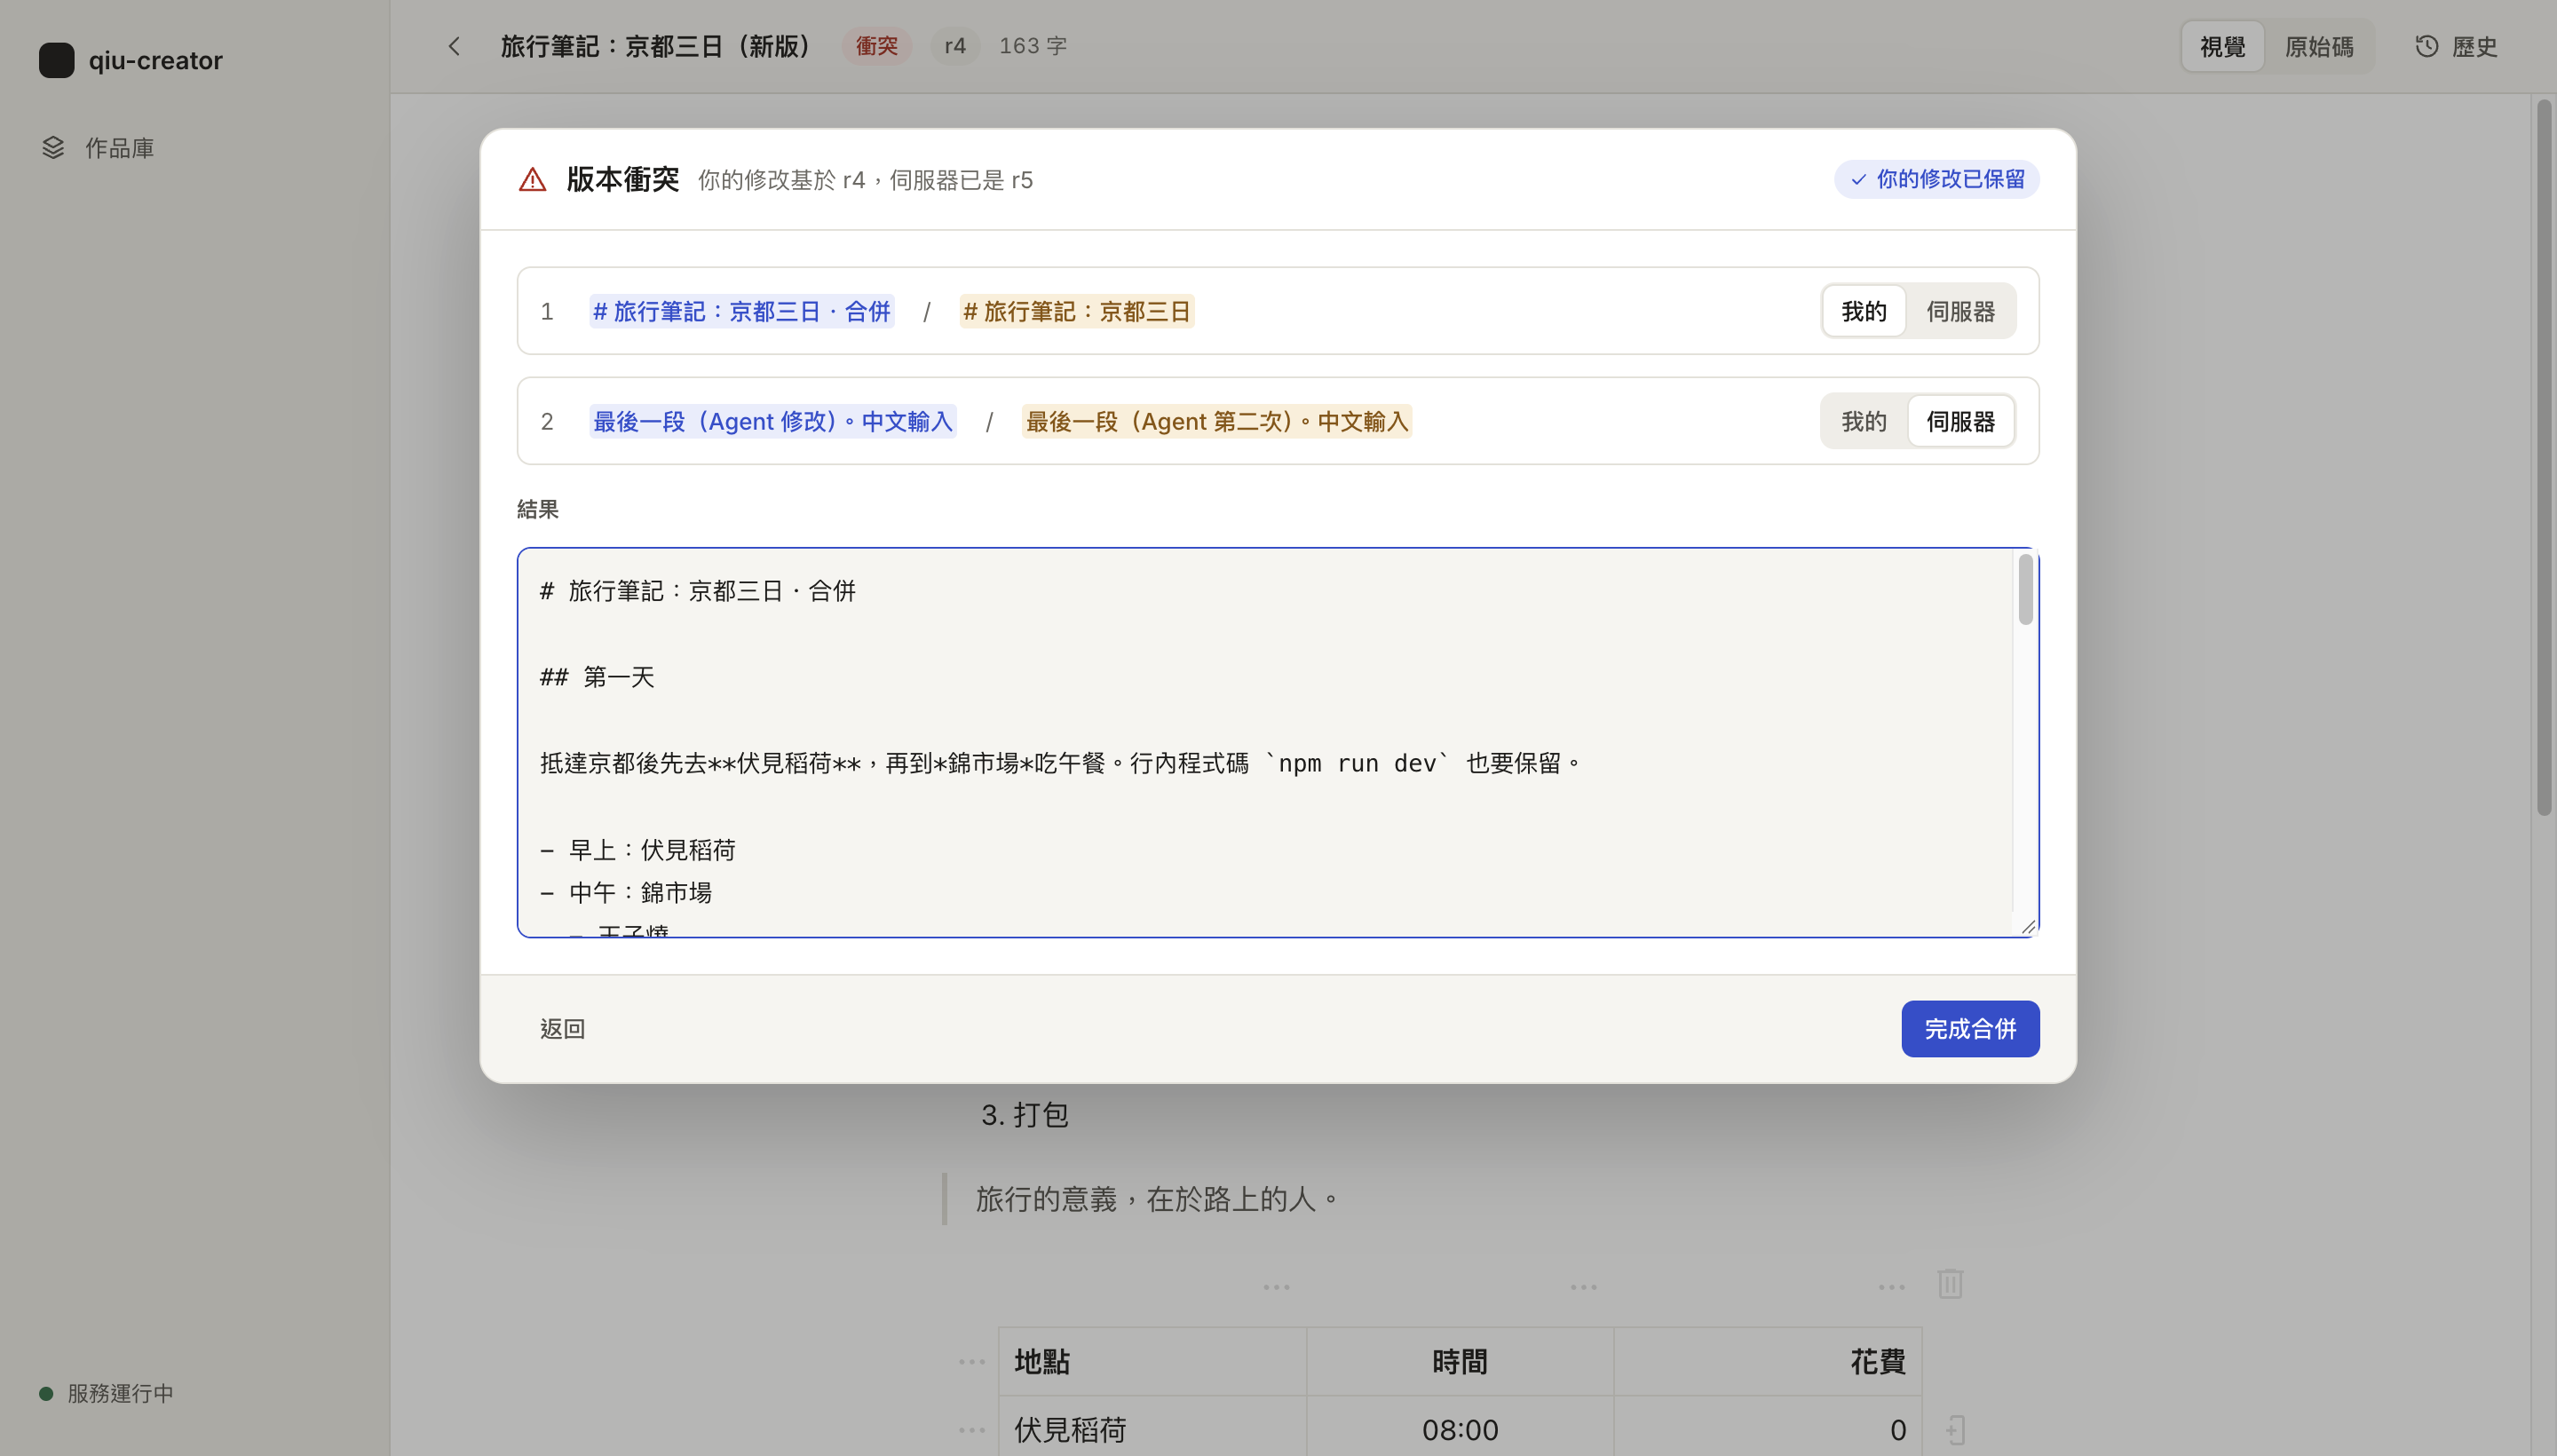 qiu-creator
作品庫
服務運行中
旅行筆記：京都三日（新版） 衝突 r4 163 字
視覺 原始碼 歷史
版本衝突 你的修改基於 r4，伺服器已是 r5
你的修改已保留
1 # 旅行筆記：京都三日 · 合併 / # 旅行筆記：京都三日 我的 伺服器
2 最後一段（Agent 修改）。中文輸入 / 最後一段（Agent 第二次）。中文輸入 我的 伺服器
結果
# 旅行筆記：京都三日 · 合併
## 第一天
抵達京都後先去**伏見稻荷**，再到*錦市場*吃午餐。行內程式碼 `npm run dev` 也要保留。
- 早上：伏見稻荷
- 中午：錦市場
- 玉子燒
返回 完成合併
3. 打包
旅行的意義，在於路上的人。
地點 時間 花費
伏見稻荷 08:00 0